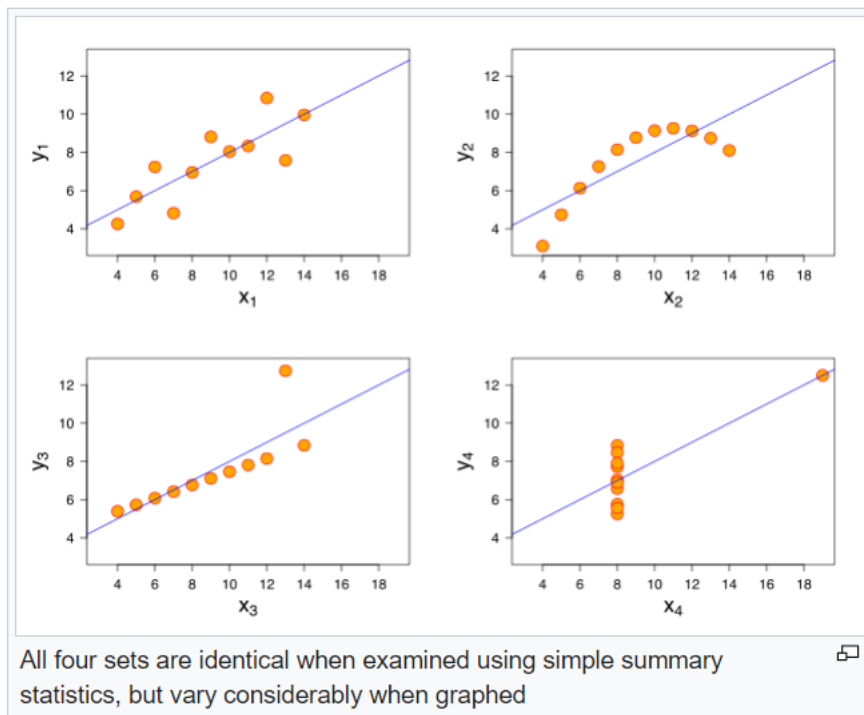 12
10
8
6
4
y₁
4 6 8 10 12 14 16 18
x₁
12
10
8
6
4
y₂
4 6 8 10 12 14 16 18
x₂
12
10
8
6
4
y₃
4 6 8 10 12 14 16 18
x₃
12
10
8
6
4
y₄
4 6 8 10 12 14 16 18
x₄
All four sets are identical when examined using simple summary
statistics, but vary considerably when graphed